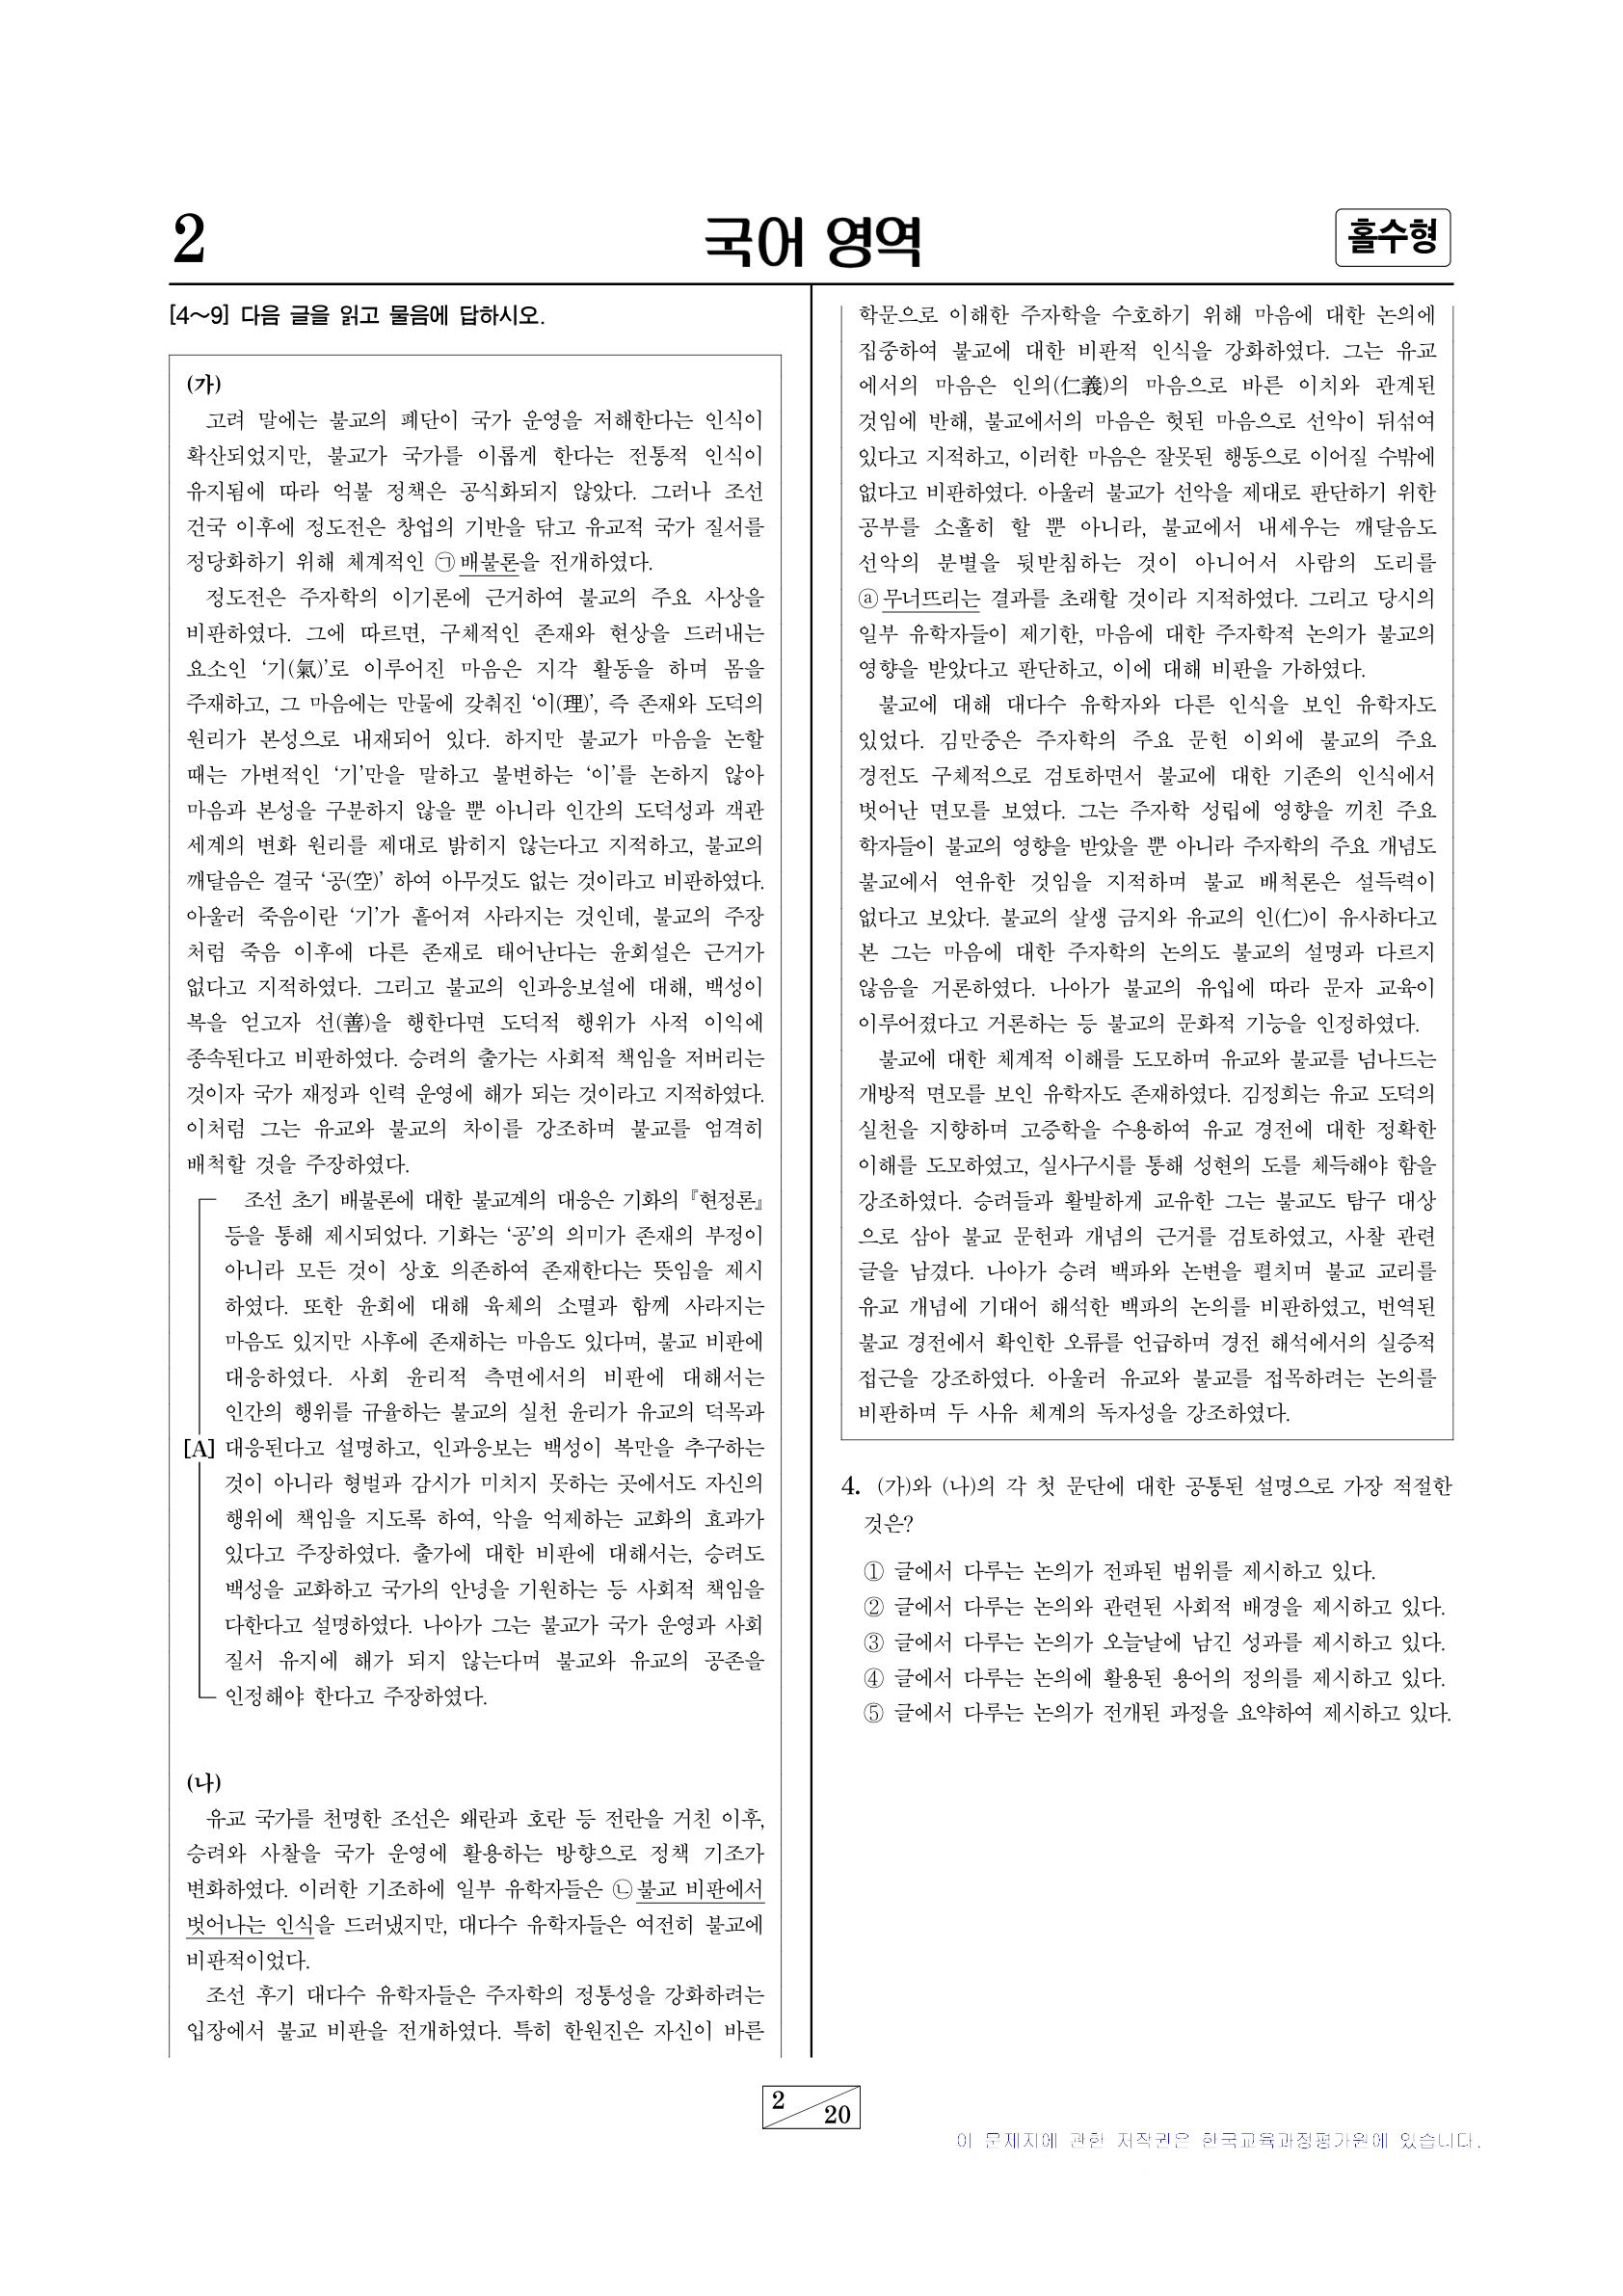 2
국어 영역
홀수형
[4～9] 다음 글을 읽고 물음에 답하시오.
(가)
고려 말에는 불교의 폐단이 국가 운영을 저해한다는 인식이
확산되었지만, 불교가 국가를 이롭게 한다는 전통적 인식이
유지됨에 따라 억불 정책은 공식화되지 않았다. 그러나 조선
건국 이후에 정도전은 창업의 기반을 닦고 유교적 국가 질서를
정당화하기 위해 체계적인 ㉠배불론을 전개하였다.
정도전은 주자학의 이기론에 근거하여 불교의 주요 사상을
비판하였다. 그에 따르면, 구체적인 존재와 현상을 드러내는
요소인 ‘기(氣)’로 이루어진 마음은 지각 활동을 하며 몸을
주재하고, 그 마음에는 만물에 갖춰진 ‘이(理)’, 즉 존재와 도덕의
원리가 본성으로 내재되어 있다. 하지만 불교가 마음을 논할
때는 가변적인 ‘기’만을 말하고 불변하는 ‘이’를 논하지 않아
마음과 본성을 구분하지 않을 뿐 아니라 인간의 도덕성과 객관
세계의 변화 원리를 제대로 밝히지 않는다고 지적하고, 불교의
깨달음은 결국 ‘공(空)’ 하여 아무것도 없는 것이라고 비판하였다.
아울러 죽음이란 ‘기’가 흩어져 사라지는 것인데, 불교의 주장
처럼 죽음 이후에 다른 존재로 태어난다는 윤회설은 근거가
없다고 지적하였다. 그리고 불교의 인과응보설에 대해, 백성이
복을 얻고자 선(善)을 행한다면 도덕적 행위가 사적 이익에
종속된다고 비판하였다. 승려의 출가는 사회적 책임을 저버리는
것이자 국가 재정과 인력 운영에 해가 되는 것이라고 지적하였다.
이처럼 그는 유교와 불교의 차이를 강조하며 불교를 엄격히
배척할 것을 주장하였다.
조선 초기 배불론에 대한 불교계의 대응은 기화의 『현정론』
등을 통해 제시되었다. 기화는 ‘공’의 의미가 존재의 부정이
아니라 모든 것이 상호 의존하여 존재한다는 뜻임을 제시
하였다. 또한 윤회에 대해 육체의 소멸과 함께 사라지는
마음도 있지만 사후에 존재하는 마음도 있다며, 불교 비판에
대응하였다. 사회 윤리적 측면에서의 비판에 대해서는
인간의 행위를 규율하는 불교의 실천 윤리가 유교의 덕목과
[A] 대응된다고 설명하고, 인과응보는 백성이 복만을 추구하는
것이 아니라 형벌과 감시가 미치지 못하는 곳에서도 자신의
행위에 책임을 지도록 하여, 악을 억제하는 교화의 효과가
있다고 주장하였다. 출가에 대한 비판에 대해서는, 승려도
백성을 교화하고 국가의 안녕을 기원하는 등 사회적 책임을
다한다고 설명하였다. 나아가 그는 불교가 국가 운영과 사회
질서 유지에 해가 되지 않는다며 불교와 유교의 공존을
인정해야 한다고 주장하였다.
(나)
유교 국가를 천명한 조선은 왜란과 호란 등 전란을 거친 이후,
승려와 사찰을 국가 운영에 활용하는 방향으로 정책 기조가
변화하였다. 이러한 기조하에 일부 유학자들은 ㉡불교 비판에서
벗어나는 인식을 드러냈지만, 대다수 유학자들은 여전히 불교에
비판적이었다.
조선 후기 대다수 유학자들은 주자학의 정통성을 강화하려는
입장에서 불교 비판을 전개하였다. 특히 한원진은 자신이 바른
학문으로 이해한 주자학을 수호하기 위해 마음에 대한 논의에
집중하여 불교에 대한 비판적 인식을 강화하였다. 그는 유교
에서의 마음은 인의(仁義)의 마음으로 바른 이치와 관계된
것임에 반해, 불교에서의 마음은 헛된 마음으로 선악이 뒤섞여
있다고 지적하고, 이러한 마음은 잘못된 행동으로 이어질 수밖에
없다고 비판하였다. 아울러 불교가 선악을 제대로 판단하기 위한
공부를 소홀히 할 뿐 아니라, 불교에서 내세우는 깨달음도
선악의 분별을 뒷받침하는 것이 아니어서 사람의 도리를
ⓐ무너뜨리는 결과를 초래할 것이라 지적하였다. 그리고 당시의
일부 유학자들이 제기한, 마음에 대한 주자학적 논의가 불교의
영향을 받았다고 판단하고, 이에 대해 비판을 가하였다.
불교에 대해 대다수 유학자와 다른 인식을 보인 유학자도
있었다. 김만중은 주자학의 주요 문헌 이외에 불교의 주요
경전도 구체적으로 검토하면서 불교에 대한 기존의 인식에서
벗어난 면모를 보였다. 그는 주자학 성립에 영향을 끼친 주요
학자들이 불교의 영향을 받았을 뿐 아니라 주자학의 주요 개념도
불교에서 연유한 것임을 지적하며 불교 배척론은 설득력이
없다고 보았다. 불교의 살생 금지와 유교의 인(仁)이 유사하다고
본 그는 마음에 대한 주자학의 논의도 불교의 설명과 다르지
않음을 거론하였다. 나아가 불교의 유입에 따라 문자 교육이
이루어졌다고 거론하는 등 불교의 문화적 기능을 인정하였다.
불교에 대한 체계적 이해를 도모하며 유교와 불교를 넘나드는
개방적 면모를 보인 유학자도 존재하였다. 김정희는 유교 도덕의
실천을 지향하며 고증학을 수용하여 유교 경전에 대한 정확한
이해를 도모하였고, 실사구시를 통해 성현의 도를 체득해야 함을
강조하였다. 승려들과 활발하게 교유한 그는 불교도 탐구 대상
으로 삼아 불교 문헌과 개념의 근거를 검토하였고, 사찰 관련
글을 남겼다. 나아가 승려 백파와 논변을 펼치며 불교 교리를
유교 개념에 기대어 해석한 백파의 논의를 비판하였고, 번역된
불교 경전에서 확인한 오류를 언급하며 경전 해석에서의 실증적
접근을 강조하였다. 아울러 유교와 불교를 접목하려는 논의를
비판하며 두 사유 체계의 독자성을 강조하였다.
4. (가)와 (나)의 각 첫 문단에 대한 공통된 설명으로 가장 적절한
것은?
① 글에서 다루는 논의가 전파된 범위를 제시하고 있다.
② 글에서 다루는 논의와 관련된 사회적 배경을 제시하고 있다.
③ 글에서 다루는 논의가 오늘날에 남긴 성과를 제시하고 있다.
④ 글에서 다루는 논의에 활용된 용어의 정의를 제시하고 있다.
⑤ 글에서 다루는 논의가 전개된 과정을 요약하여 제시하고 있다.
2
20
이 문제지에 관한 저작권은 한국교육과정평가원에 있습니다.